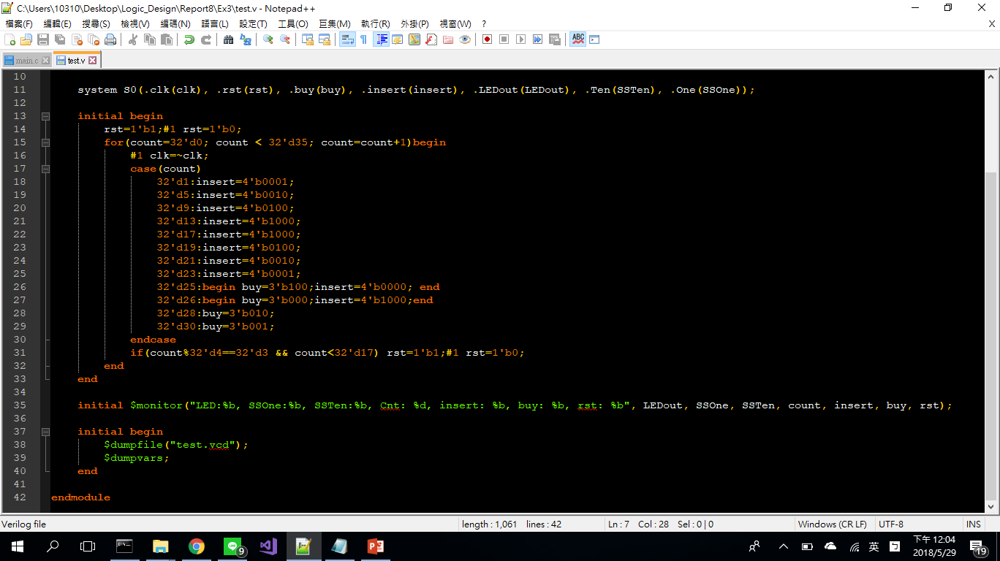 C:\Users\10310\Desktop\Logic_Design\Report8\Ex3\test.v - Notepad++
檔案(F) 編輯(E) 搜尋(S) 檢視(V) 編碼(N) 語言(L) 設定(T) 工具(O) 巨集(M) 執行(R) 外掛(P) 視窗(W) ? X
main.c test.v
10
11 system S0(.clk(clk), .rst(rst), .buy(buy), .insert(insert), .LEDout(LEDout), .Ten(SSTen), .One(SSOne));
12
13 initial begin
14 rst=1'b1;#1 rst=1'b0;
15 for(count=32'd0; count < 32'd35; count=count+1)begin
16 #1 clk=~clk;
17 case(count)
18 32'd1:insert=4'b0001;
19 32'd5:insert=4'b0010;
20 32'd9:insert=4'b0100;
21 32'd13:insert=4'b1000;
22 32'd17:insert=4'b1000;
23 32'd19:insert=4'b0100;
24 32'd21:insert=4'b0010;
25 32'd23:insert=4'b0001;
26 32'd25:begin buy=3'b100;insert=4'b0000; end
27 32'd26:begin buy=3'b000;insert=4'b1000;end
28 32'd28:buy=3'b010;
29 32'd30:buy=3'b001;
30 endcase
31 if(count%32'd4==32'd3 && count<32'd17) rst=1'b1;#1 rst=1'b0;
32 end
33 end
34
35 initial $monitor("LED:%b, SSOne:%b, SSTen:%b, Cnt: %d, insert: %b, buy: %b, rst: %b", LEDout, SSOne, SSTen, count, insert, buy, rst);
36
37 initial begin
38 $dumpfile("test.vcd");
39 $dumpvars;
40 end
41
42 endmodule
Verilog file length : 1,061 lines : 42 Ln : 7 Col : 28 Sel : 0 | 0 Windows (CR LF) UTF-8 INS
9 英 下午 12:04
2018/5/29 19